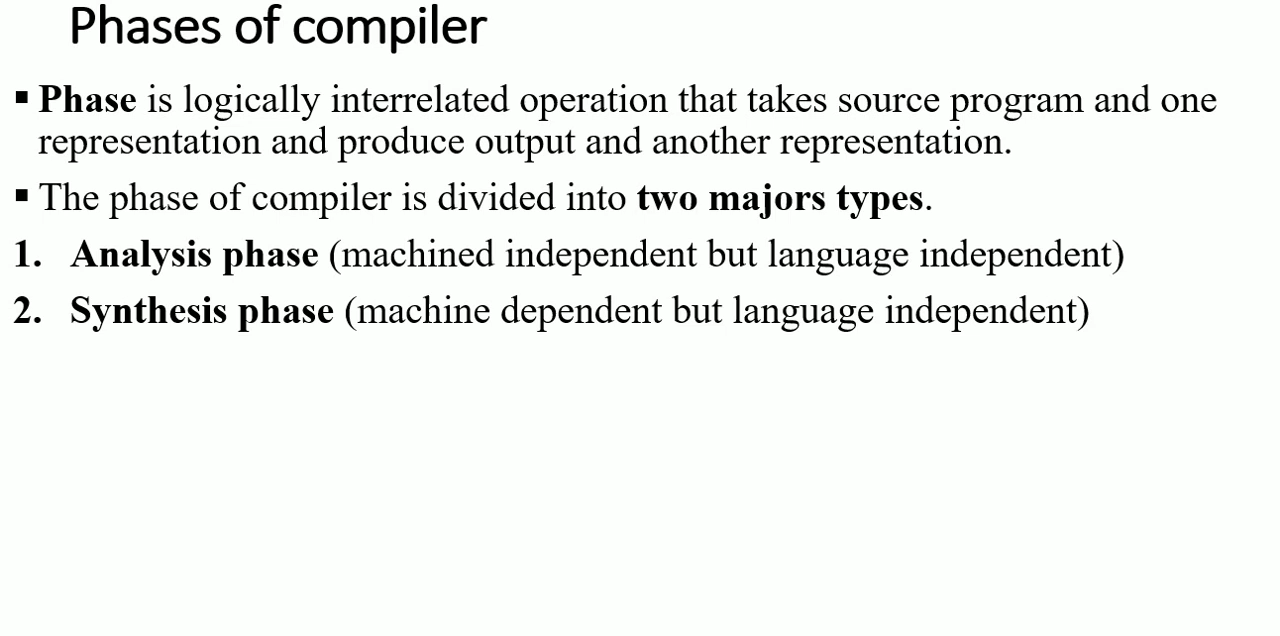 Phases of compiler
▪ Phase is logically interrelated operation that takes source program and one
representation and produce output and another representation.
▪ The phase of compiler is divided into two majors types.
1. Analysis phase (machined independent but language independent)
2. Synthesis phase (machine dependent but language independent)